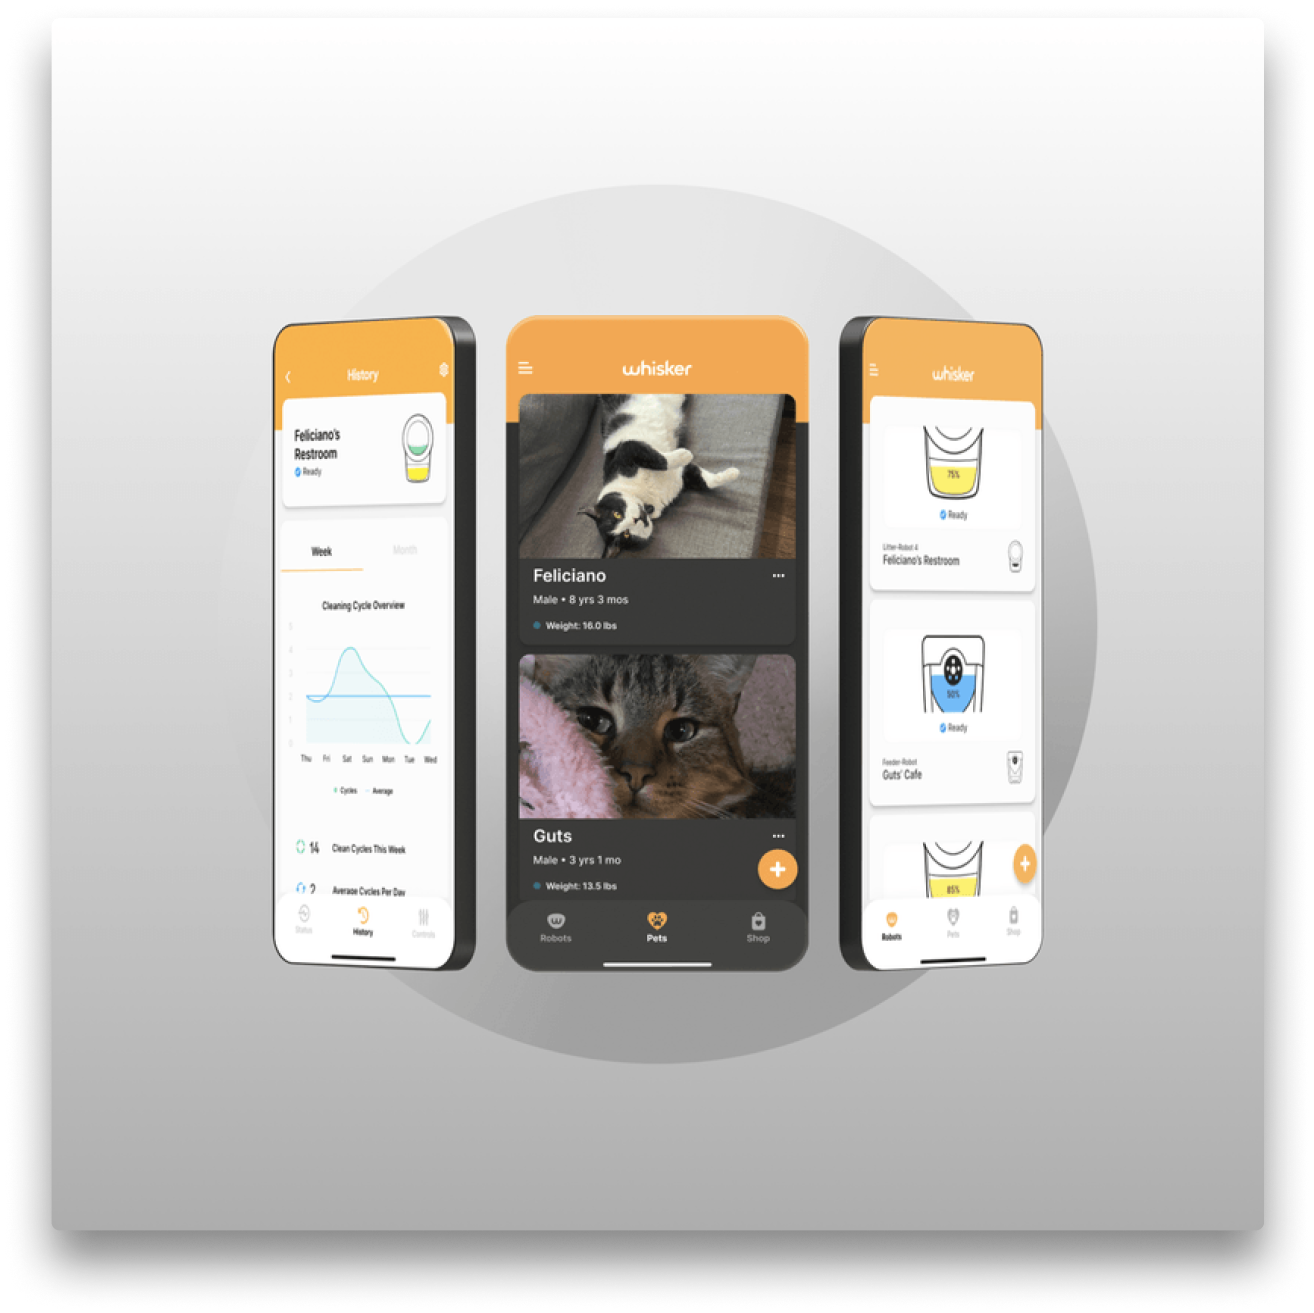 History
Feliciano's
Restroom
Ready
Week
Month
Cleaning Cycle Overview
5
4
3
2
1
0
Thu Fri Sat Sun Mon Tue Wed
Cycles Average
14 Clean Cycles This Week
2 Average Cycles Per Day
Status
History
Controls
whisker
Feliciano
Male • 8 yrs 3 mos
Weight: 16.0 lbs
Guts
Male • 3 yrs 1 mo
Weight: 13.5 lbs
Robots
Pets
Shop
whisker
75%
Ready
Litter-Robot 4
Feliciano's Restroom
50%
Ready
Feeder-Robot
Guts' Cafe
85%
Robots
Pets
Shop